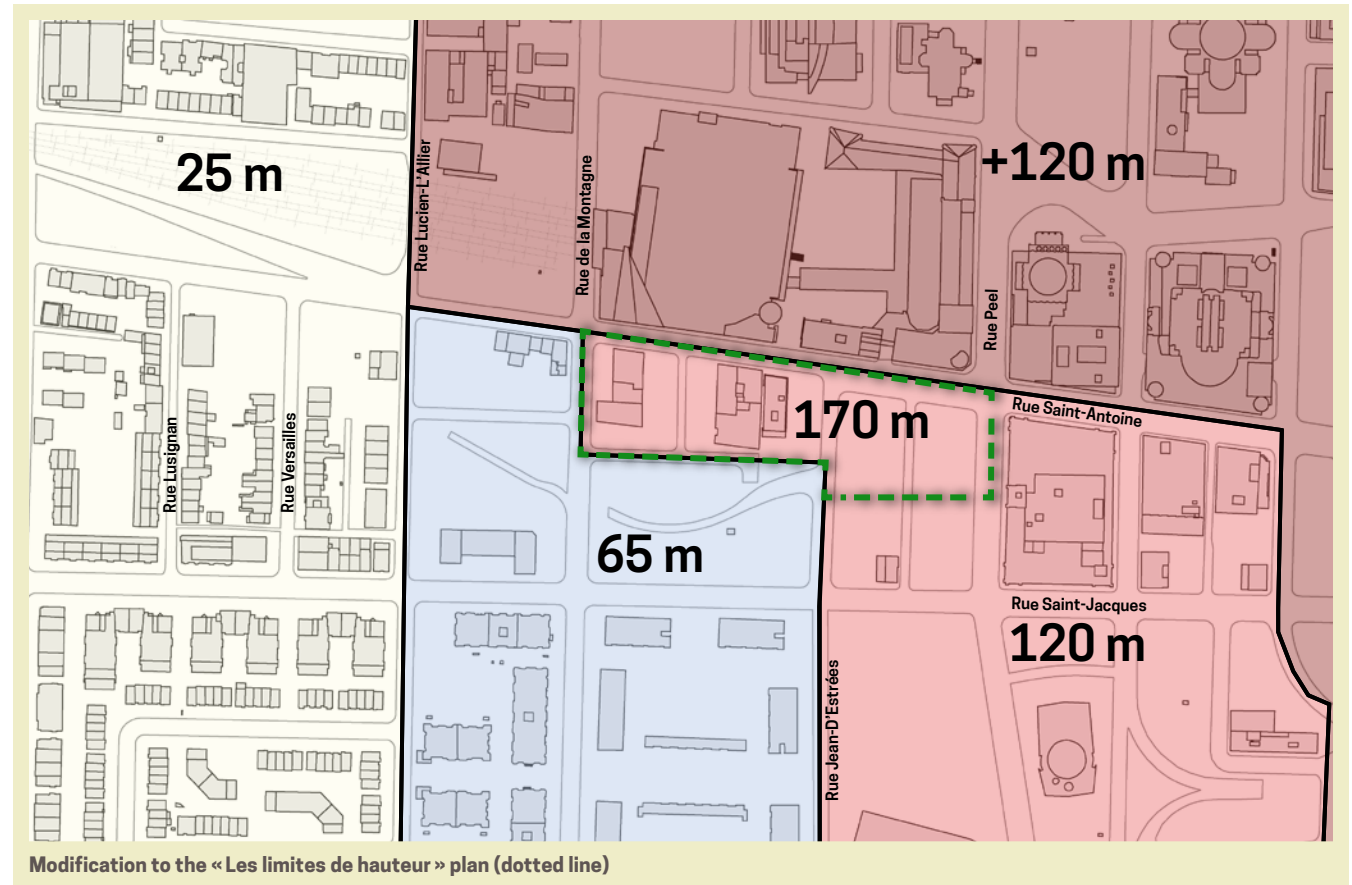 25 m
+120 m
Rue Lucien-L'Allier
Rue de la Montagne
Rue Peel
170 m
Rue Saint-Antoine
Rue Lusignan
Rue Versailles
65 m
Rue Saint-Jacques
120 m
Rue Jean-D'Estrées
Modification to the « Les limites de hauteur » plan (dotted line)